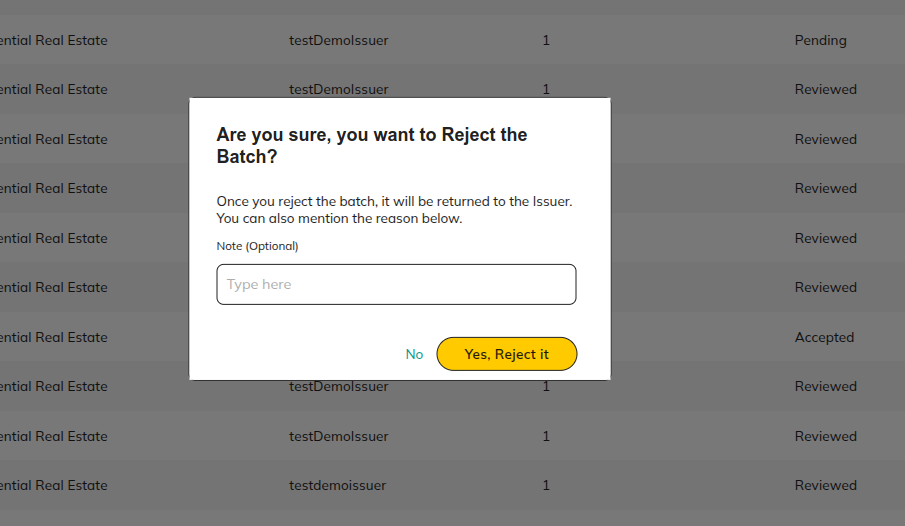 ential Real Estate testDemoIssuer 1 Pending
ential Real Estate testDemoIssuer 1 Reviewed
ential Real Estate Reviewed
ential Real Estate Reviewed
ential Real Estate Reviewed
ential Real Estate Reviewed
ential Real Estate Accepted
ential Real Estate testDemoIssuer 1 Reviewed
ential Real Estate testDemoIssuer 1 Reviewed
ential Real Estate testdemoissuer 1 Reviewed
Are you sure, you want to Reject the
Batch?
Once you reject the batch, it will be returned to the Issuer.
You can also mention the reason below.
Note (Optional)
Type here
No Yes, Reject it